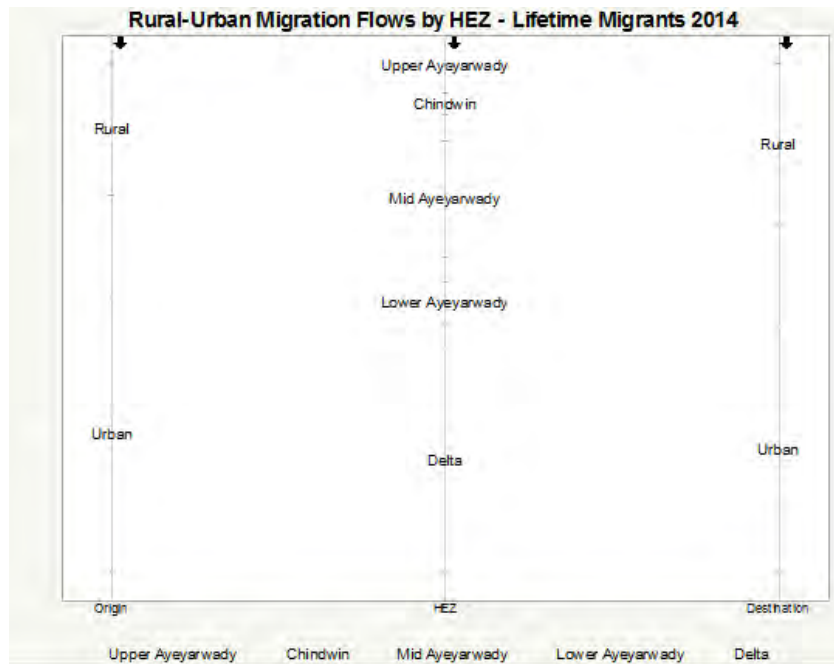 Rural-Urban Migration Flows by HEZ - Lifetime Migrants 2014
Upper Ayeyarwady
Chindwin
Rural
Rural
Mid Ayeyarwady
Lower Ayeyarwady
Urban
Urban
Delta
Origin HEZ Destination
Upper Ayeyarwady Chindwin Mid Ayeyarwady Lower Ayeyarwady Delta